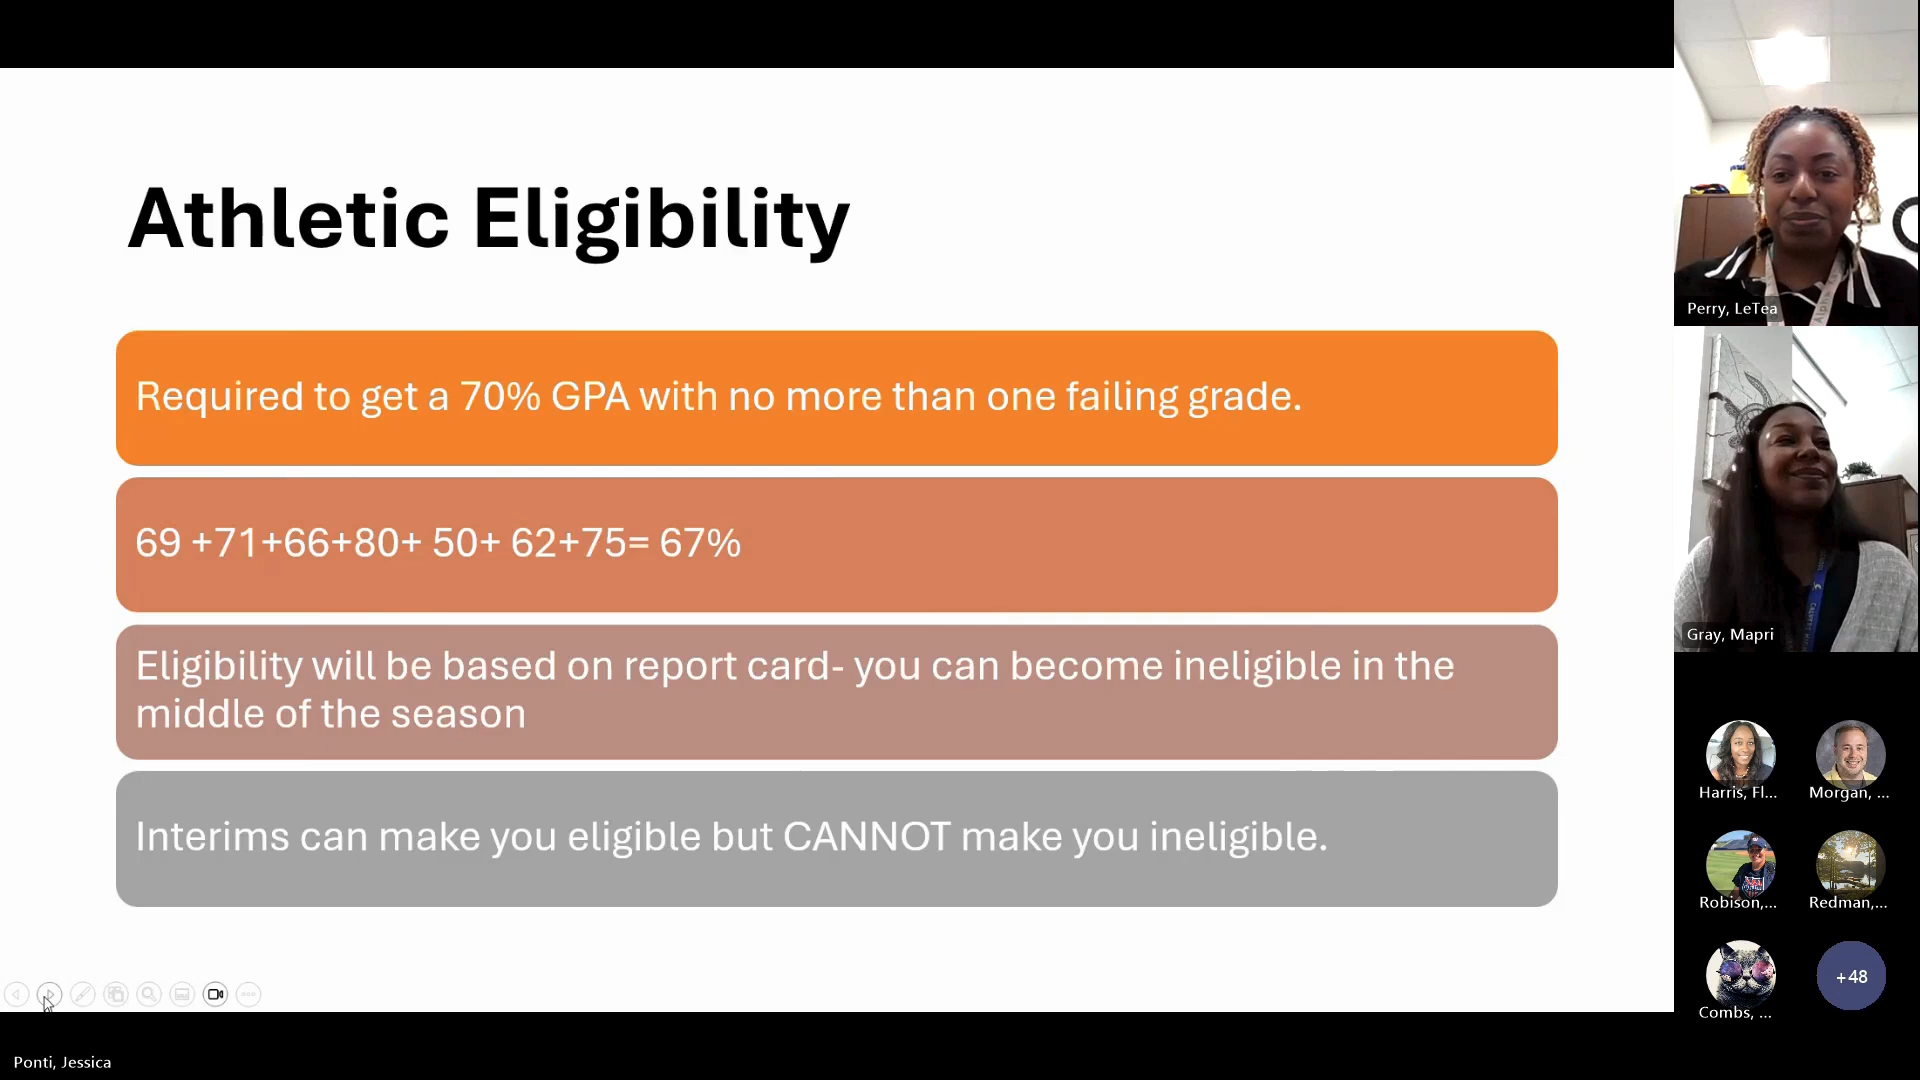 Athletic Eligibility
Required to get a 70% GPA with no more than one failing grade.
69 +71+66+80+ 50+ 62+75= 67%
Eligibility will be based on report card- you can become ineligible in the
middle of the season
Interims can make you eligible but CANNOT make you ineligible.
Perry, LeTea
Gray, Mapri
Harris, Fl...
Morgan, ...
Robison,...
Redman,...
Combs, ...
+48
Ponti, Jessica